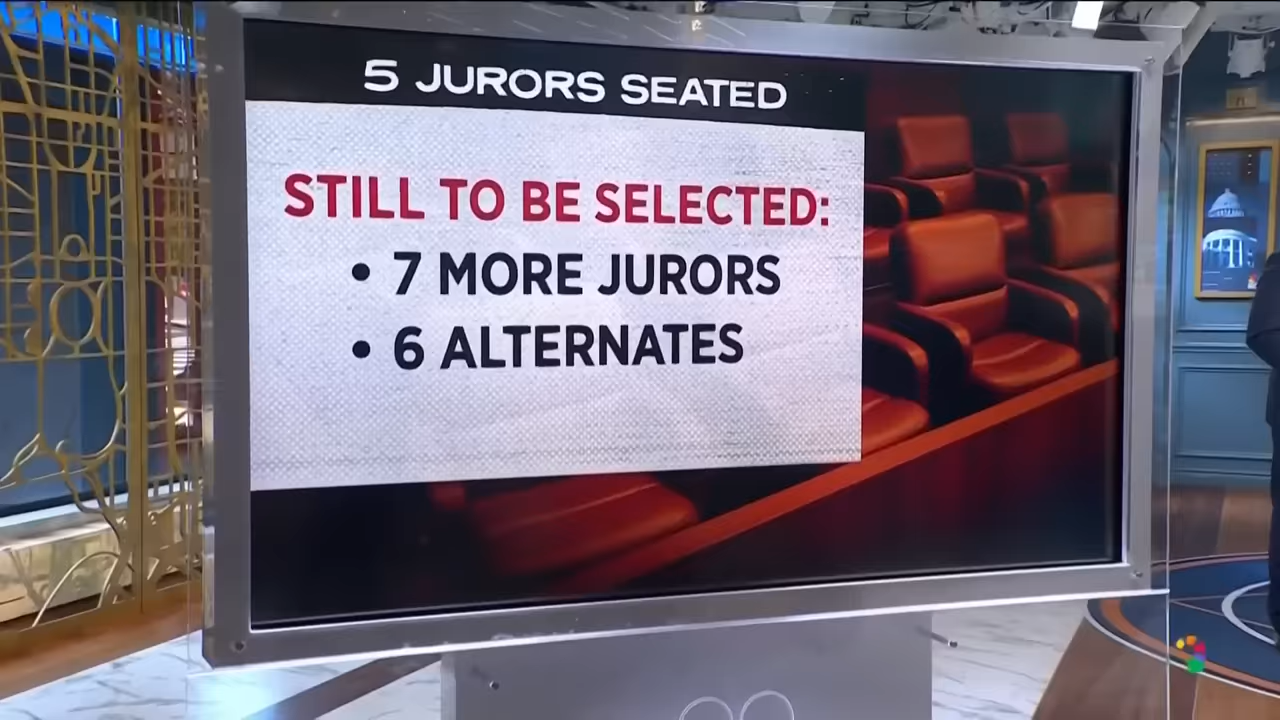 5 JURORS SEATED
STILL TO BE SELECTED:
• 7 MORE JURORS
• 6 ALTERNATES